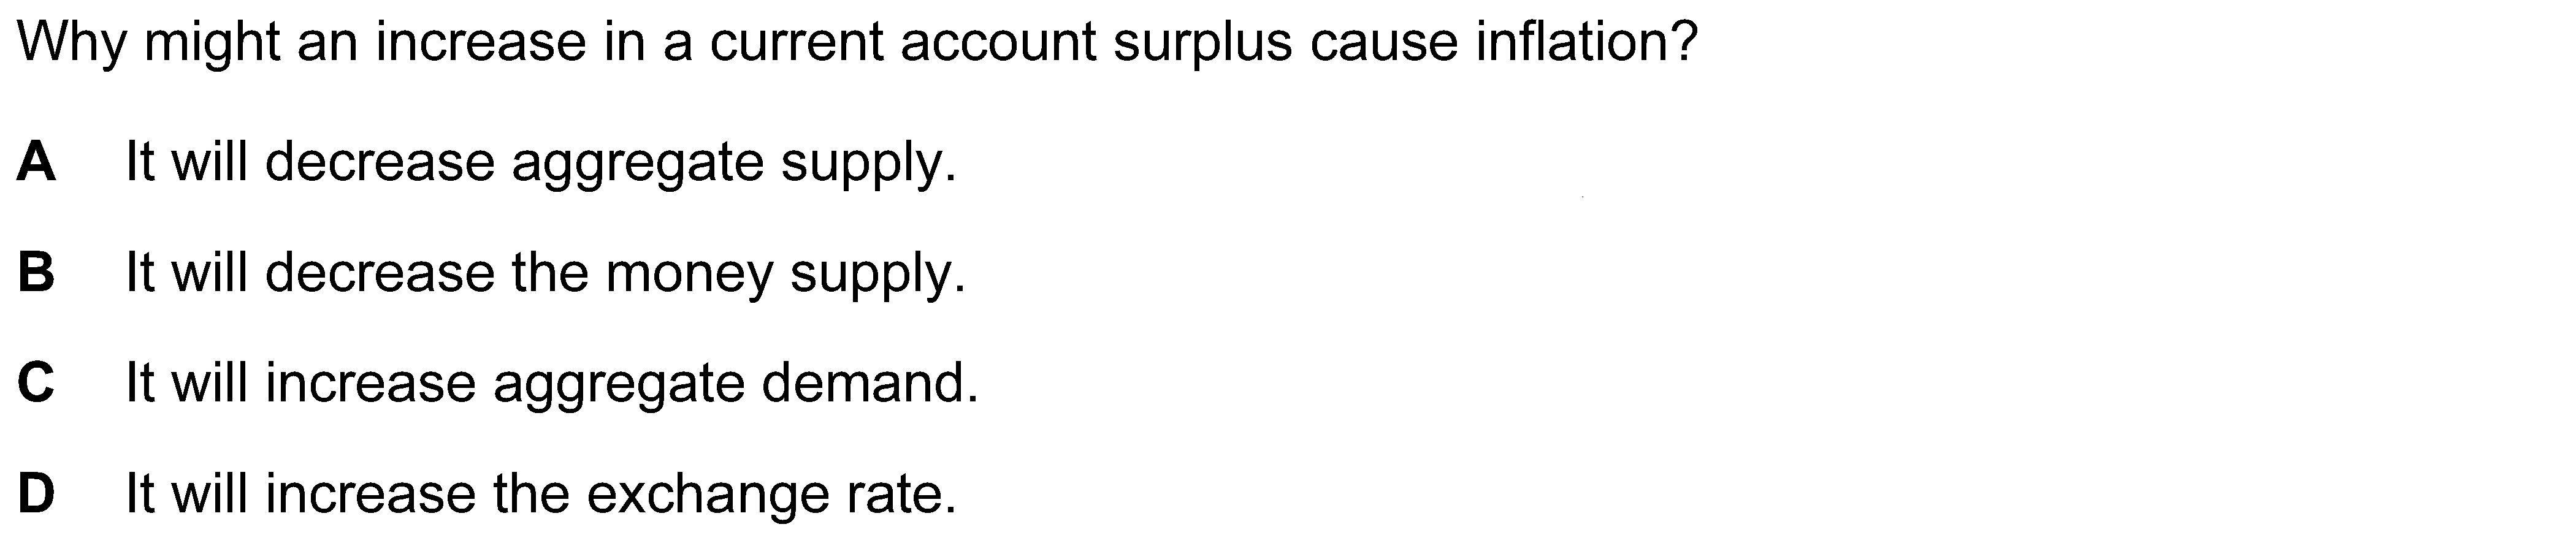 Why might an increase in a current account surplus cause inflation?
A It will decrease aggregate supply.
B It will decrease the money supply.
C It will increase aggregate demand.
D It will increase the exchange rate.